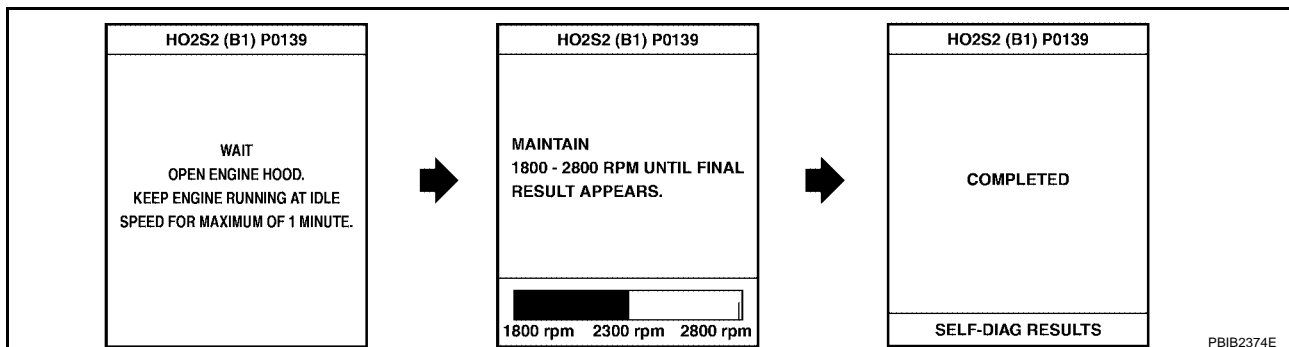 HO2S2 (B1) P0139
WAIT
OPEN ENGINE HOOD.
KEEP ENGINE RUNNING AT IDLE
SPEED FOR MAXIMUM OF 1 MINUTE.
HO2S2 (B1) P0139
MAINTAIN
1800 - 2800 RPM UNTIL FINAL
RESULT APPEARS.
1800 rpm 2300 rpm 2800 rpm
HO2S2 (B1) P0139
COMPLETED
SELF-DIAG RESULTS
PBIB2374E